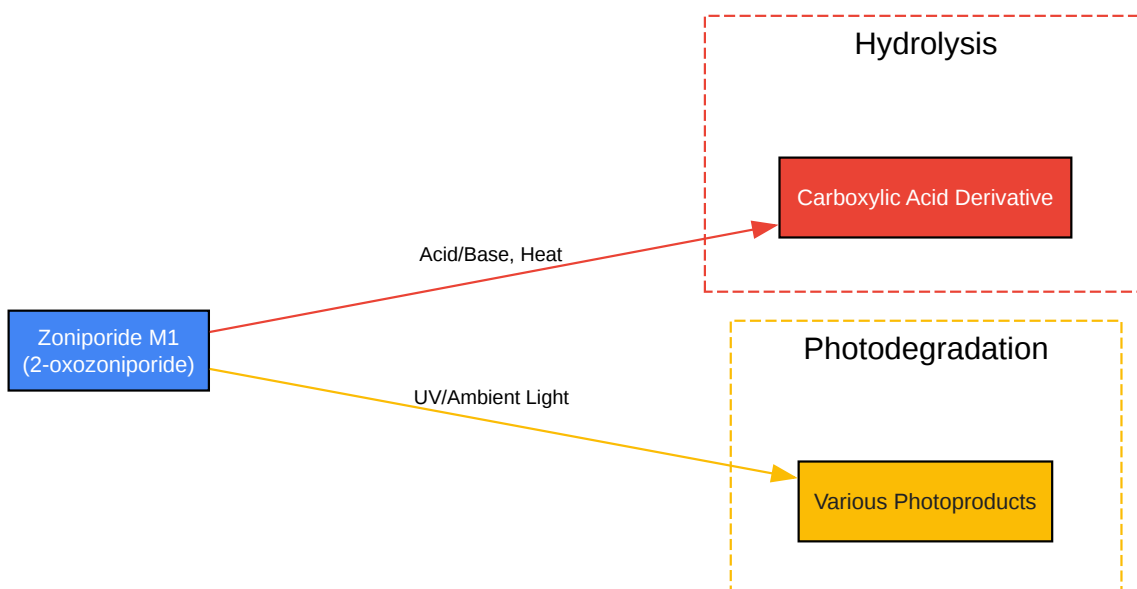 Hydrolysis
Carboxylic Acid Derivative
Acid/Base, Heat
Zoniporide M1
(2-oxozoniporide)
Photodegradation
UV/Ambient Light
Various Photoproducts